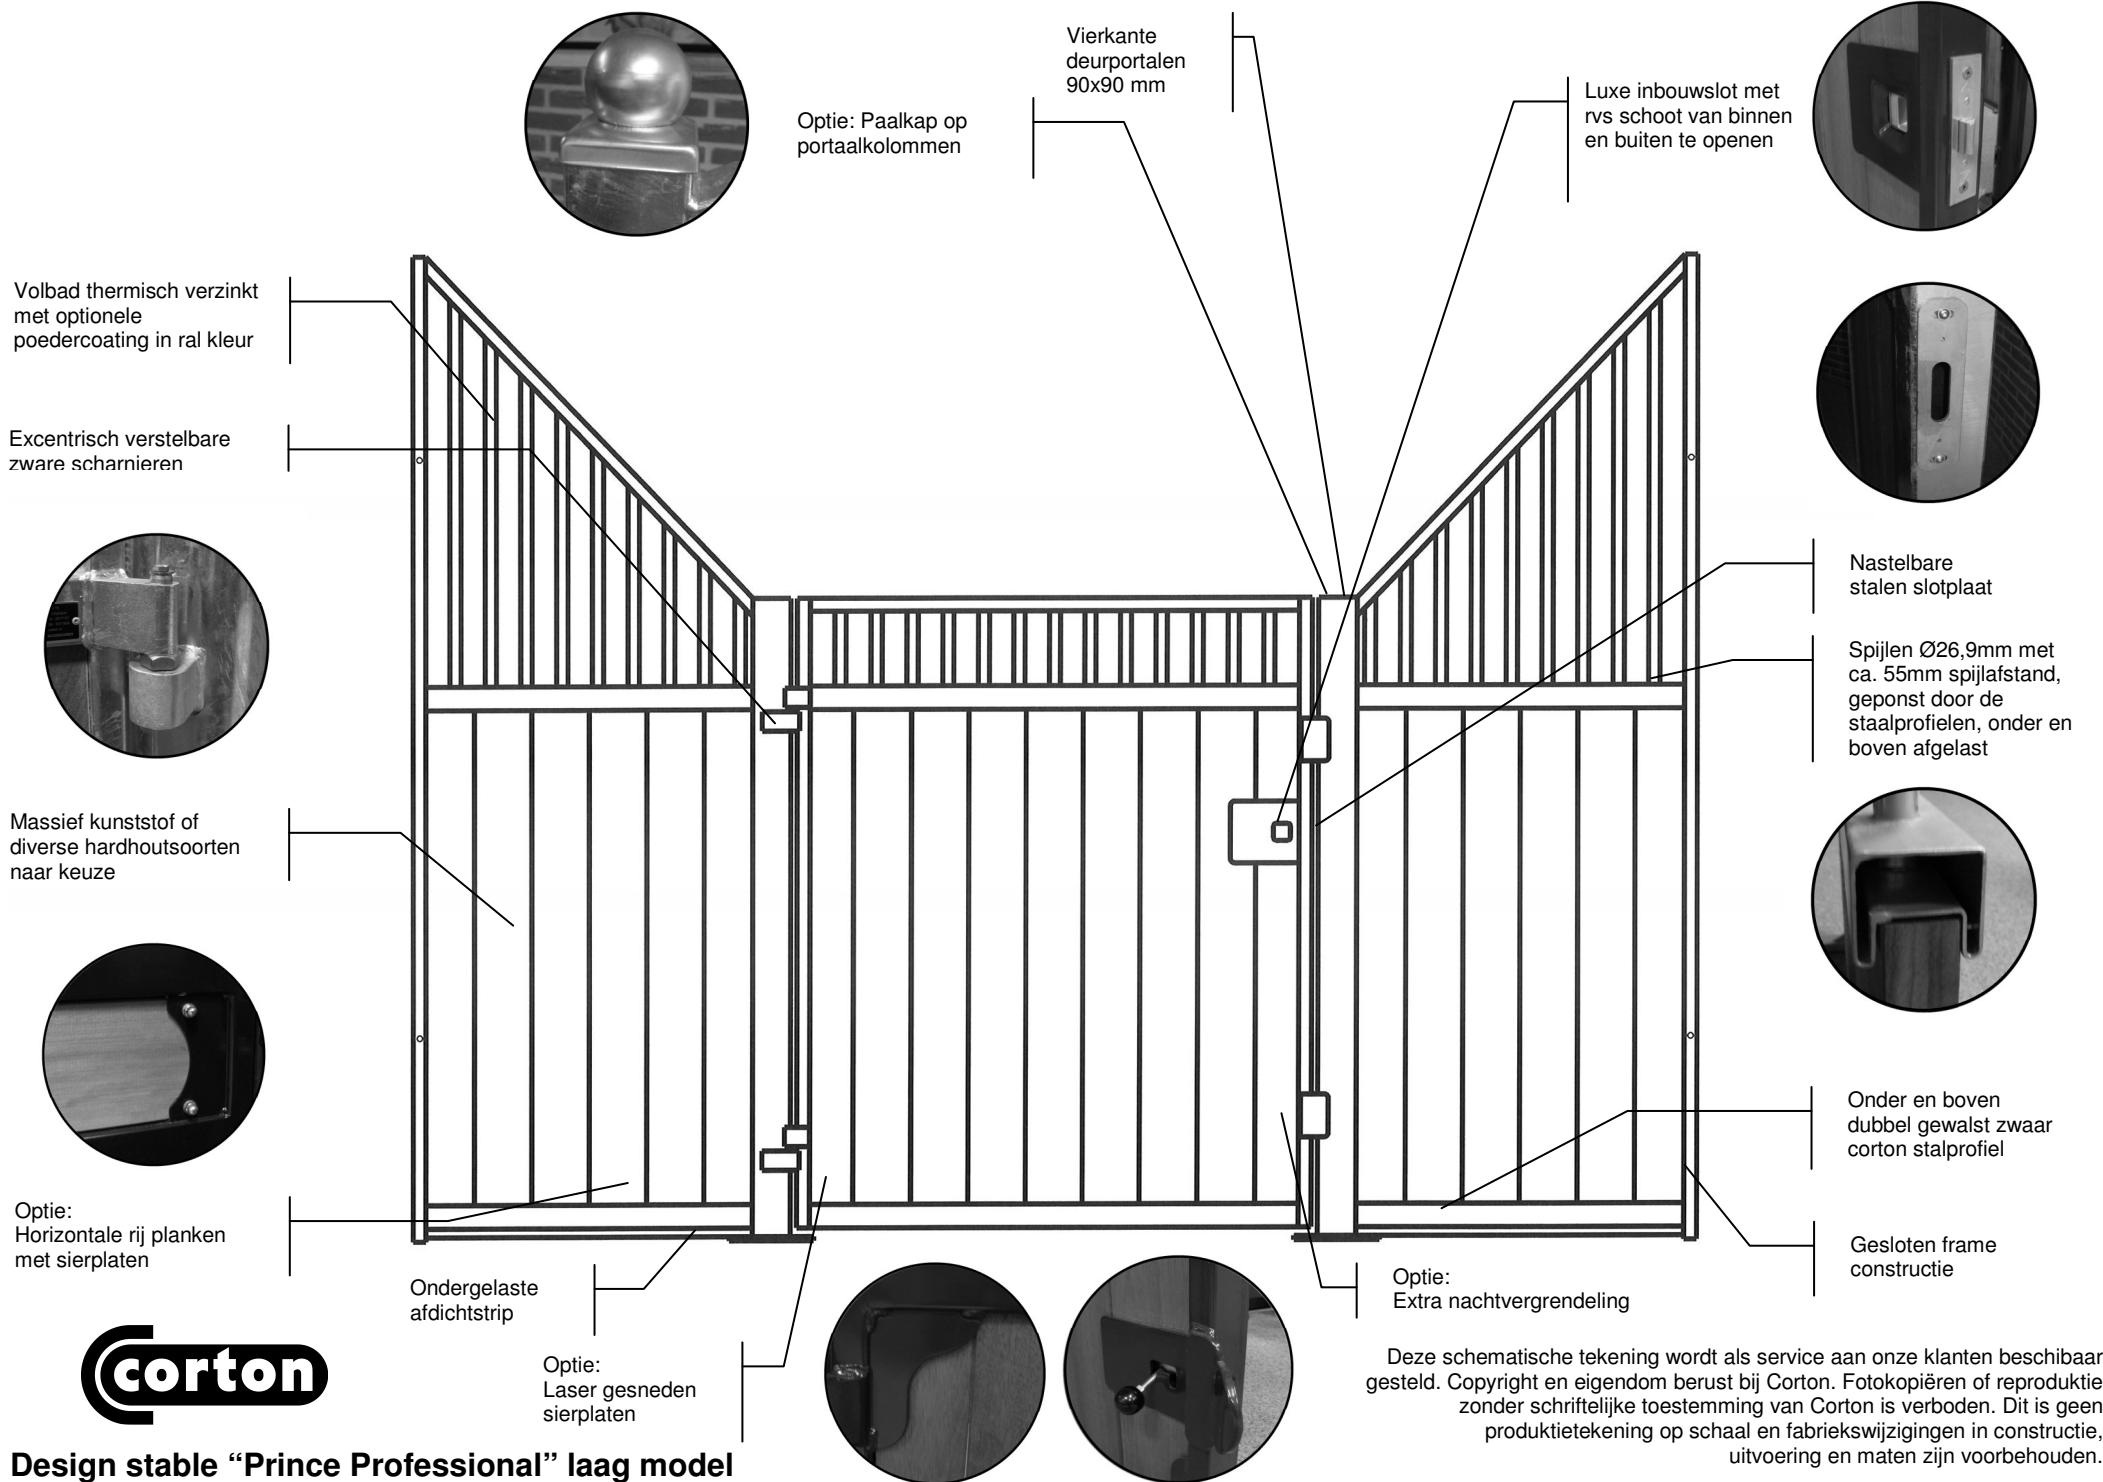 Vierkante
deurportalen
90x90 mm
Optie: Paalkap op
portaalkolommen
Luxe inbouwslot met
rvs schoot van binnen
en buiten te openen
Volbad thermisch verzinkt
met optionele
poedercoating in ral kleur
Excentrisch verstelbare
zware scharnieren
Nastelbare
stalen slotplaat
Spijlen Ø26,9mm met
ca. 55mm spijlafstand,
geponst door de
staalprofielen, onder en
boven afgelast
Massief kunststof of
diverse hardhoutsoorten
naar keuze
Onder en boven
dubbel gewalst zwaar
corton stalprofiel
Optie:
Horizontale rij planken
met sierplaten
Gesloten frame
constructie
Ondergelaste
afdichtstrip
Optie:
Extra nachtvergrendeling
Optie:
Laser gesneden
sierplaten
corton
Deze schematische tekening wordt als service aan onze klanten beschibaar
gesteld. Copyright en eigendom berust bij Corton. Fotokopiëren of reproduktie
zonder schriftelijke toestemming van Corton is verboden. Dit is geen
produktietekening op schaal en fabriekswijzigingen in constructie,
uitvoering en maten zijn voorbehouden.
Design stable “Prince Professional” laag model